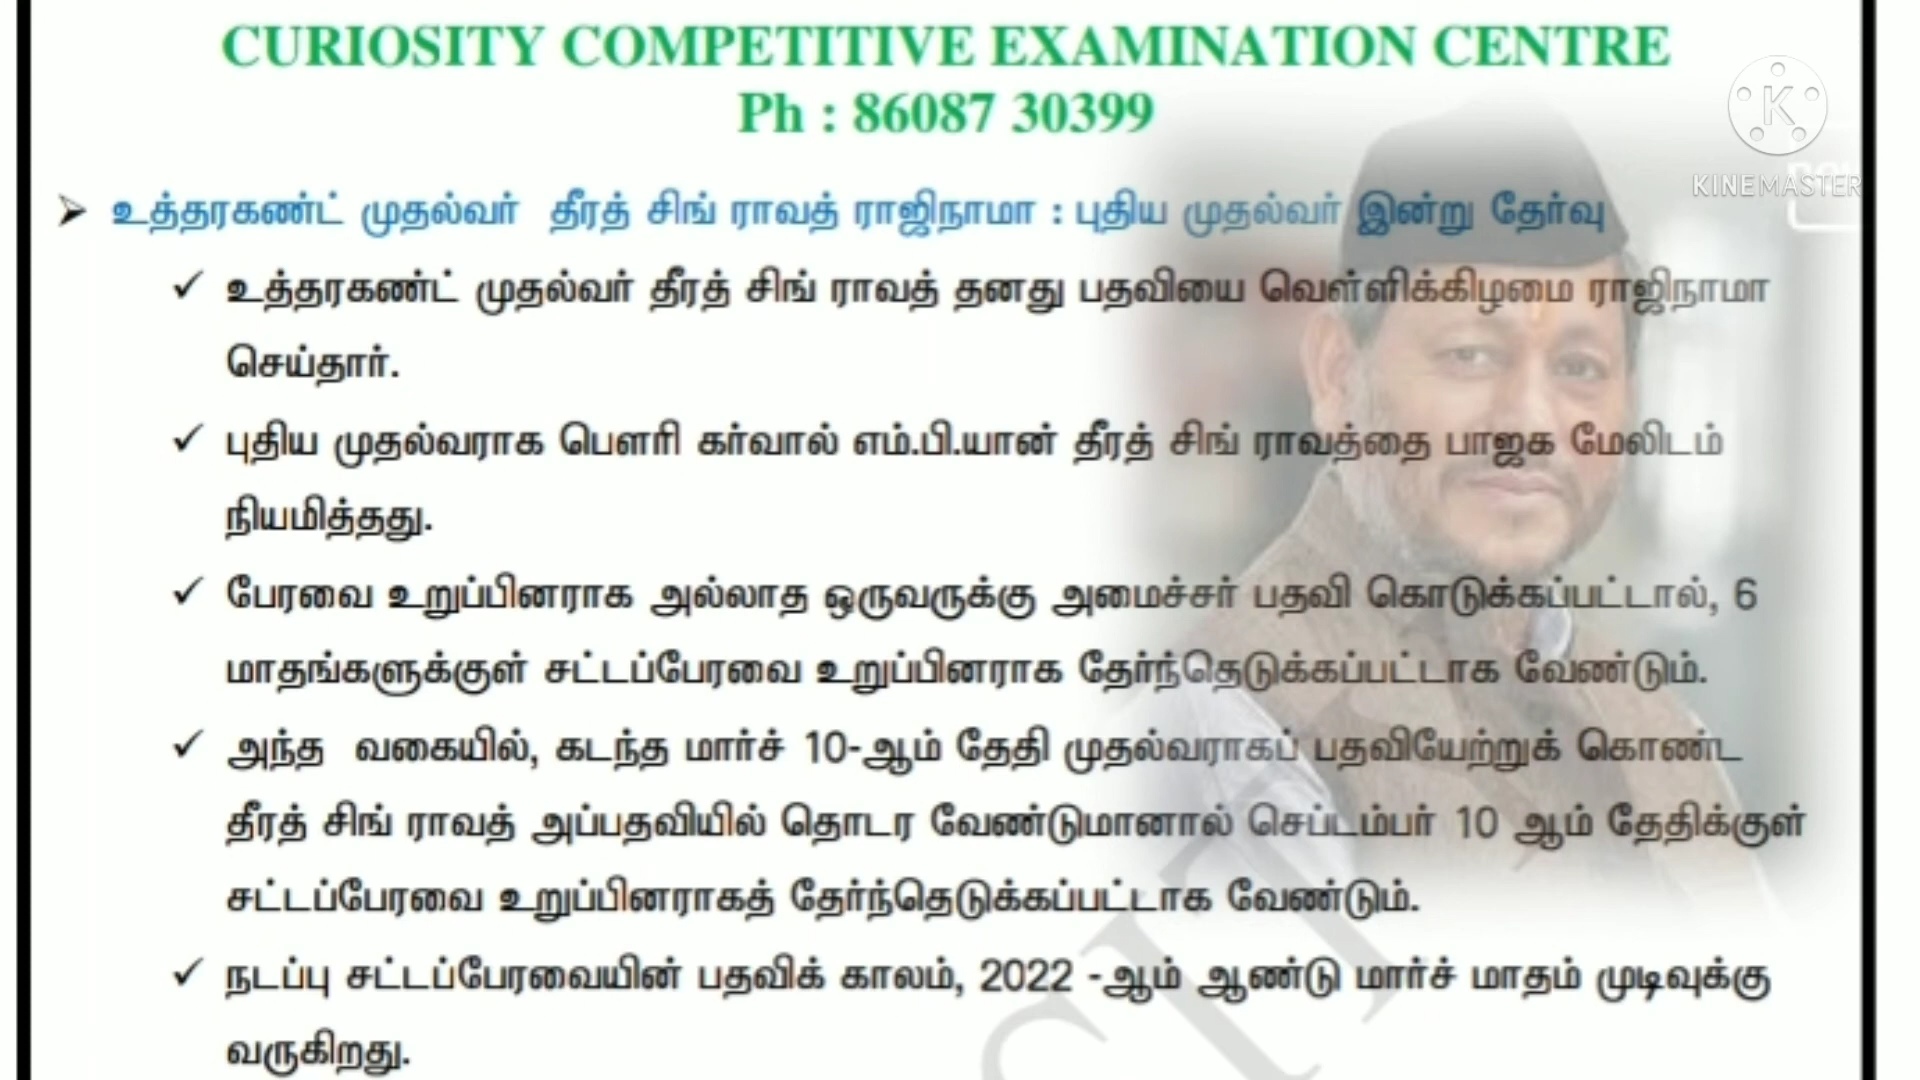 CURIOSITY COMPETITIVE EXAMINATION CENTRE
Ph : 86087 30399
K
KINEMASTER
➢ உத்தரகண்ட் முதல்வர் தீரத் சிங் ராவத் ராஜிநாமா : புதிய முதல்வர் இன்று தேர்வு
✓ உத்தரகண்ட் முதல்வர் தீரத் சிங் ராவத் தனது பதவியை வெள்ளிக்கிழமை ராஜிநாமா
செய்தார்.
✓ புதிய முதல்வராக பௌரி கர்வால் எம்.பி.யான் தீரத் சிங் ராவத்தை பாஜக மேலிடம்
நியமித்தது.
✓ பேரவை உறுப்பினராக அல்லாத ஒருவருக்கு அமைச்சர் பதவி கொடுக்கப்பட்டால், 6
மாதங்களுக்குள் சட்டப்பேரவை உறுப்பினராக தேர்ந்தெடுக்கப்பட்டாக வேண்டும்.
✓ அந்த வகையில், கடந்த மார்ச் 10-ஆம் தேதி முதல்வராகப் பதவியேற்றுக் கொண்ட
தீரத் சிங் ராவத் அப்பதவியில் தொடர வேண்டுமானால் செப்டம்பர் 10 ஆம் தேதிக்குள்
சட்டப்பேரவை உறுப்பினராகத் தேர்ந்தெடுக்கப்பட்டாக வேண்டும்.
✓ நடப்பு சட்டப்பேரவையின் பதவிக் காலம், 2022 -ஆம் ஆண்டு மார்ச் மாதம் முடிவுக்கு
வருகிறது.